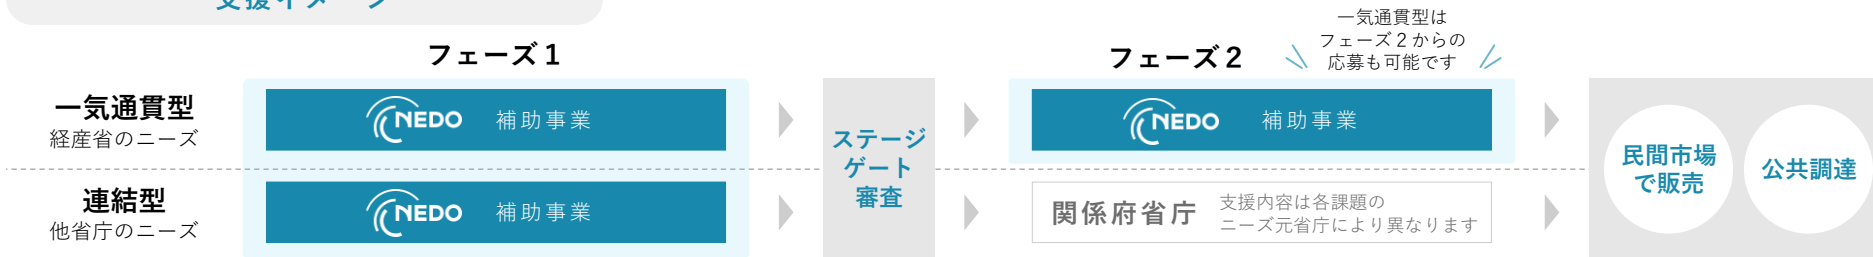 支援イメージ
フェーズ1
フェーズ2
一気通貫型は
フェーズ2からの
応募も可能です
一気通貫型
経産省のニーズ
NEDO 補助事業
NEDO 補助事業
連結型
他省庁のニーズ
NEDO 補助事業
ステージ
ゲート
審査
関係府省庁
支援内容は各課題の
ニーズ元省庁により異なります
民間市場
で販売
公共調達